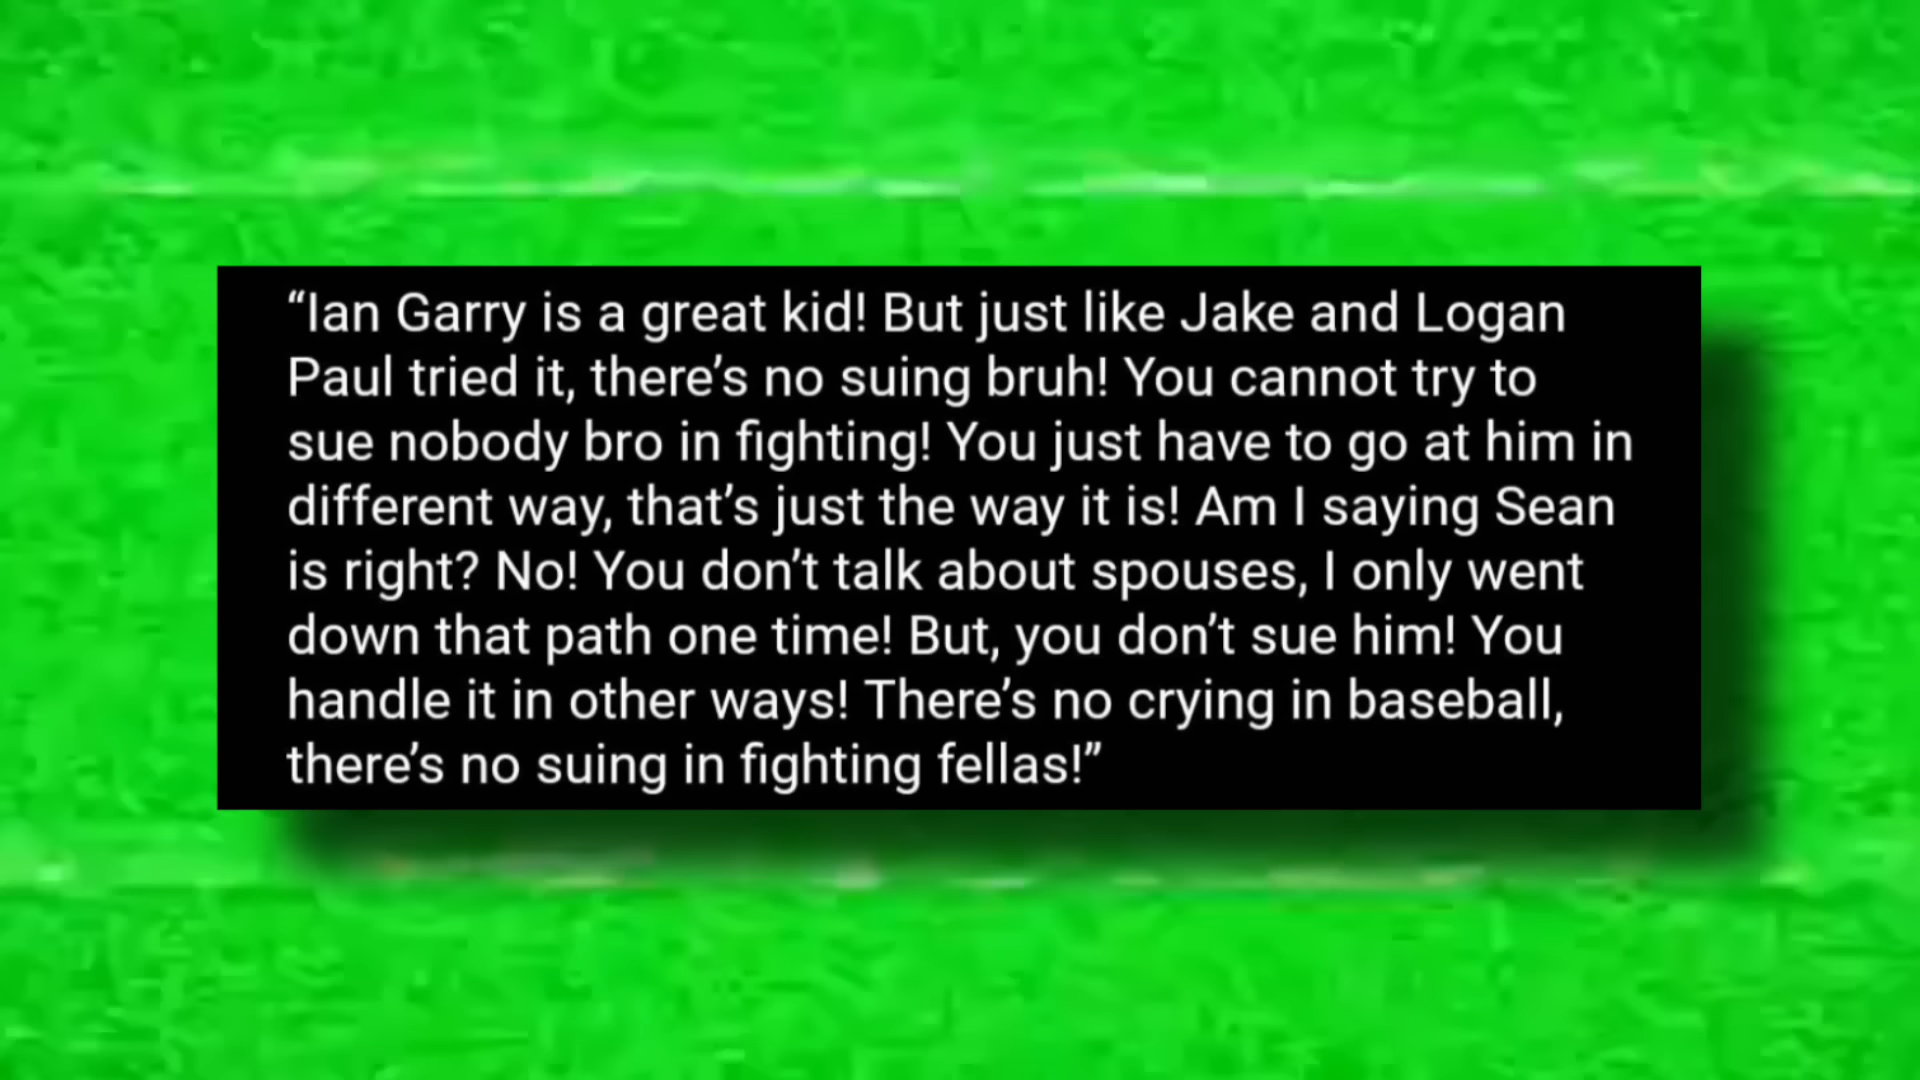 “Ian Garry is a great kid! But just like Jake and Logan
Paul tried it, there’s no suing bruh! You cannot try to
sue nobody bro in fighting! You just have to go at him in
different way, that’s just the way it is! Am I saying Sean
is right? No! You don’t talk about spouses, I only went
down that path one time! But, you don’t sue him! You
handle it in other ways! There’s no crying in baseball,
there’s no suing in fighting fellas!”